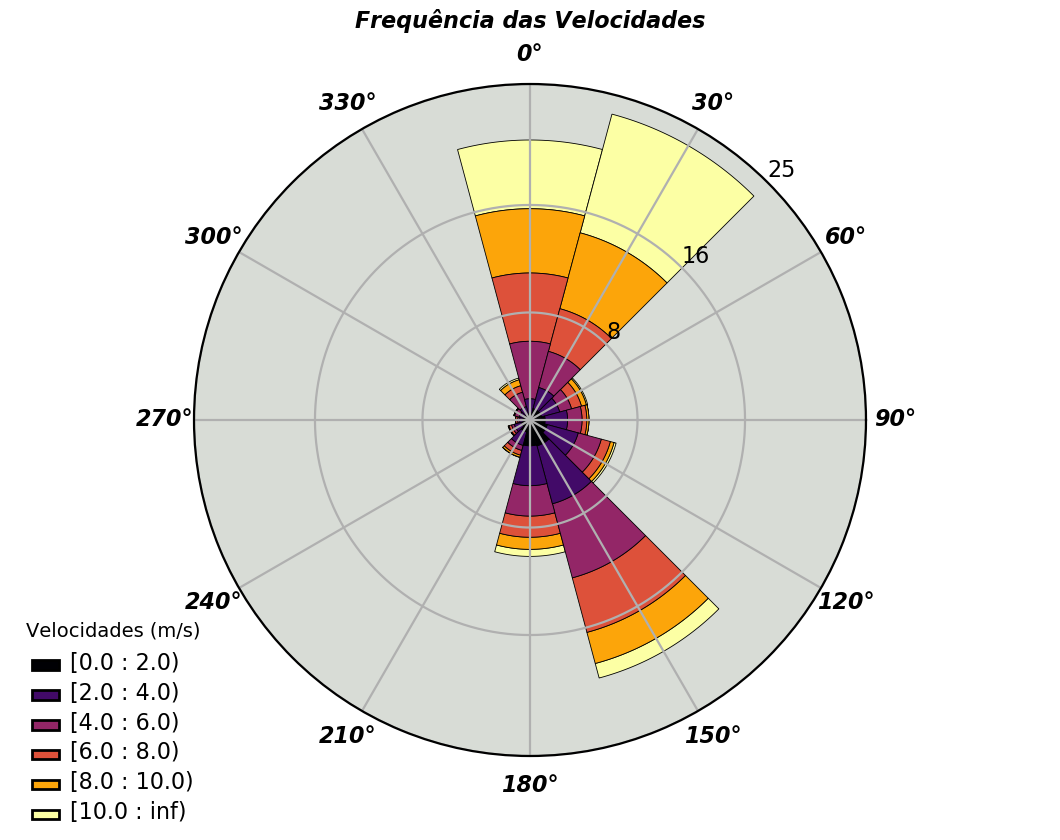 Frequência das Velocidades
0°
330°
30°
25
300°
60°
16
8
270°
90°
240°
120°
210°
150°
180°
Velocidades (m/s)
[0.0 : 2.0)
[2.0 : 4.0)
[4.0 : 6.0)
[6.0 : 8.0)
[8.0 : 10.0)
[10.0 : inf)